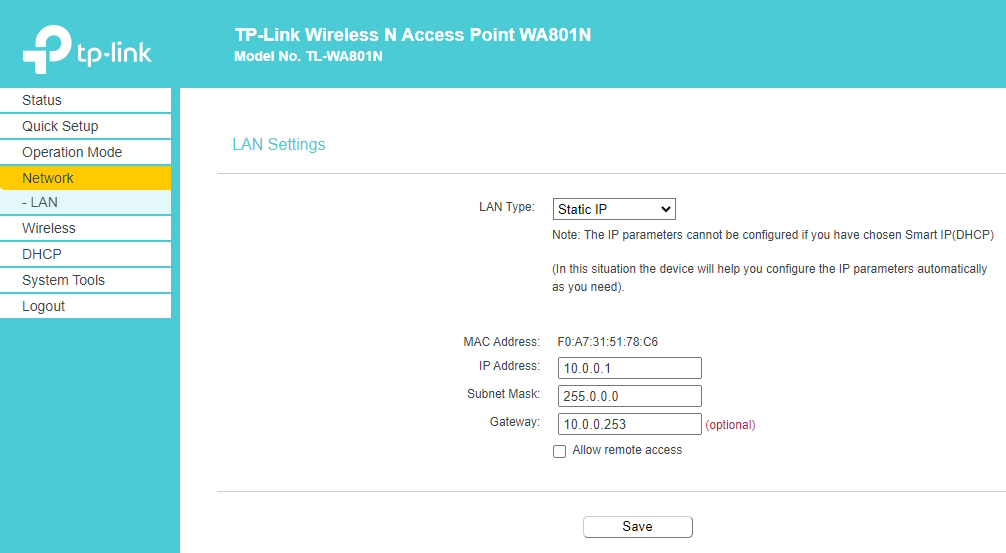 tp-link
TP-Link Wireless N Access Point WA801N
Model No. TL-WA801N
Status
Quick Setup
Operation Mode
Network
- LAN
Wireless
DHCP
System Tools
Logout
LAN Settings
LAN Type: Static IP
Note: The IP parameters cannot be configured if you have chosen Smart IP(DHCP)
(In this situation the device will help you configure the IP parameters automatically
as you need).
MAC Address: F0:A7:31:51:78:C6
IP Address: 10.0.0.1
Subnet Mask: 255.0.0.0
Gateway: 10.0.0.253 (optional)
Allow remote access
Save